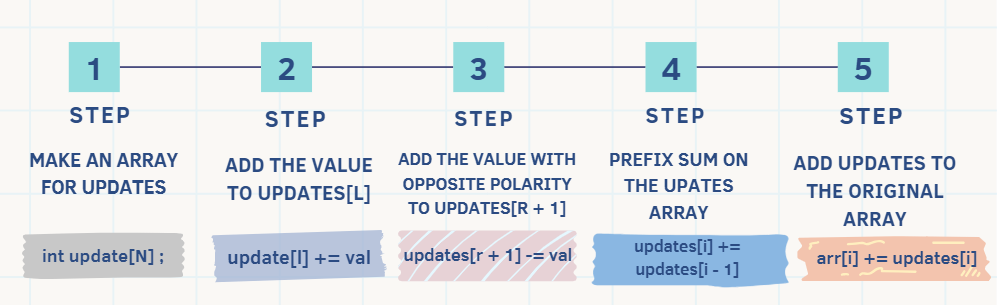 1
STEP
MAKE AN ARRAY
FOR UPDATES
int update[N] ;
2
STEP
ADD THE VALUE
TO UPDATES[L]
update[l] += val
3
STEP
ADD THE VALUE WITH
OPPOSITE POLARITY
TO UPDATES[R + 1]
updates[r + 1] -= val
4
STEP
PREFIX SUM ON
THE UPATES
ARRAY
updates[i] +=
updates[i - 1]
5
STEP
ADD UPDATES TO
THE ORIGINAL
ARRAY
arr[i] += updates[i]